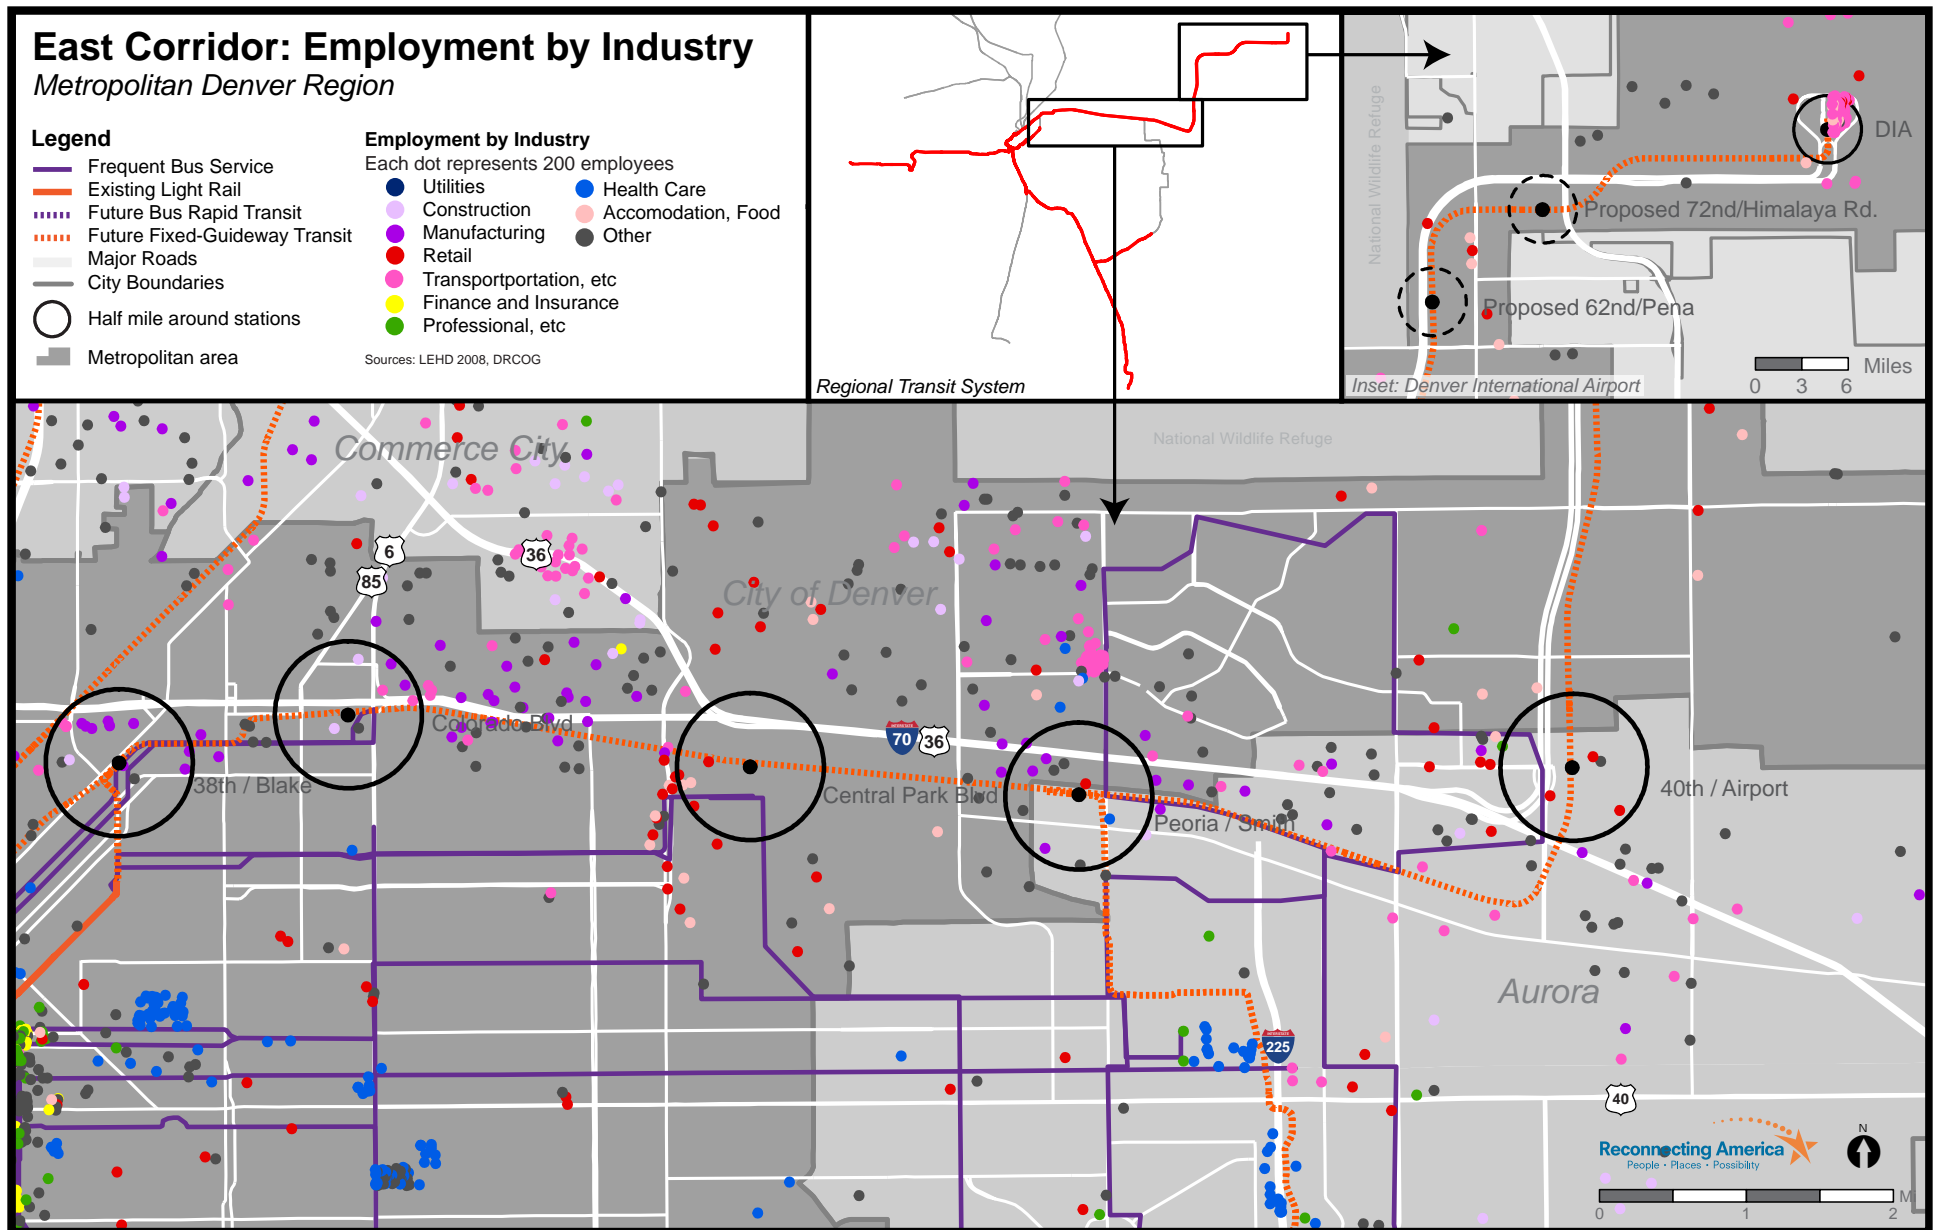 East Corridor: Employment by Industry
Metropolitan Denver Region
Legend
Frequent Bus Service
Existing Light Rail
Future Bus Rapid Transit
Future Fixed-Guideway Transit
Major Roads
City Boundaries
Half mile around stations
Metropolitan area
Employment by Industry
Each dot represents 200 employees
Utilities
Construction
Manufacturing
Retail
Transportportation, etc
Finance and Insurance
Professional, etc
Health Care
Accomodation, Food
Other
Sources: LEHD 2008, DRCOG
Regional Transit System
National Wildlife Refuge
DIA
Proposed 72nd/Himalaya Rd.
Proposed 62nd/Pena
Miles
0 3 6
Inset: Denver International Airport
Commerce City
National Wildlife Refuge
6
36
85
City of Denver
Colorado Blvd
INTERSTATE
70
36
38th / Blake
Central Park Blvd
Peoria / Smith
40th / Airport
Aurora
INTERSTATE
225
40
Reconnecting America
People • Places • Possibility
N
M
0 1 2